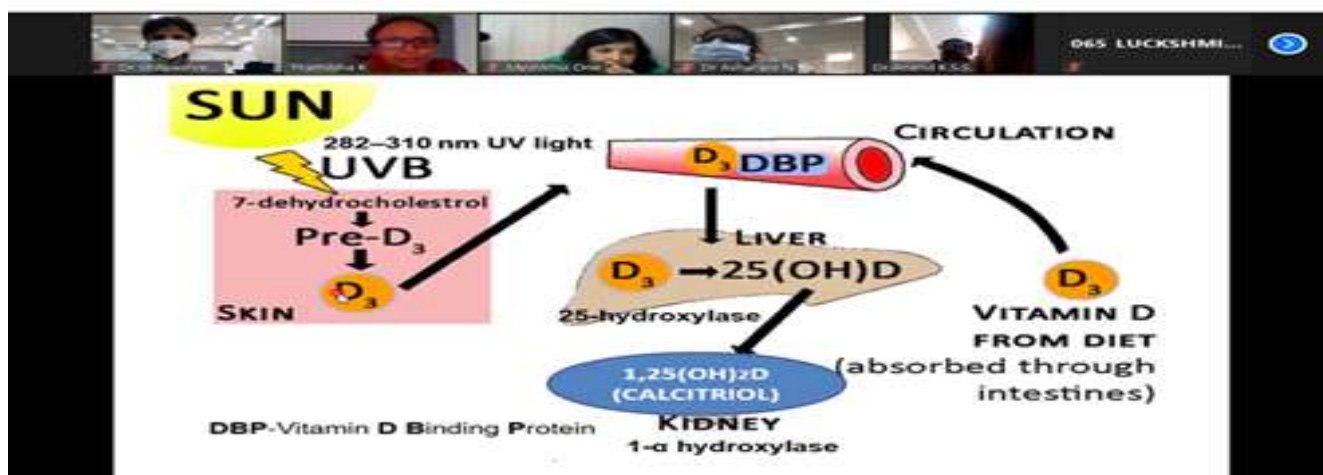 065 LUCKSHMI...
SUN
282–310 nm UV light
UVB
7-dehydrocholestrol
Pre-D₃
D₃
SKIN
D₃ DBP
CIRCULATION
LIVER
D₃ 25(OH)D
25-hydroxylase
1,25(OH)2D
(CALCITRIOL)
KIDNEY
1-α hydroxylase
D₃
VITAMIN D
FROM DIET
(absorbed through
intestines)
DBP-Vitamin D Binding Protein